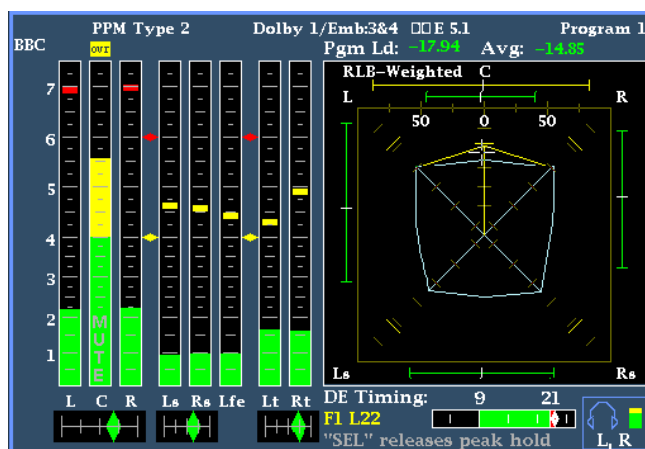 PPM Type 2 Dolby 1/Emb:3&4 E 5.1 Program 1
BBC
ovr
Pgm Ld: -17.94 Avg: -14.85
RLB-Weighted C
L R
50 0 50
7
6
5
4
3
2
1
MUTE
L C R Ls Rs Lfe Lt Rt
Ls Rs
DE Timing: 9 21
F1 L22
"SEL" releases peak hold
L, R